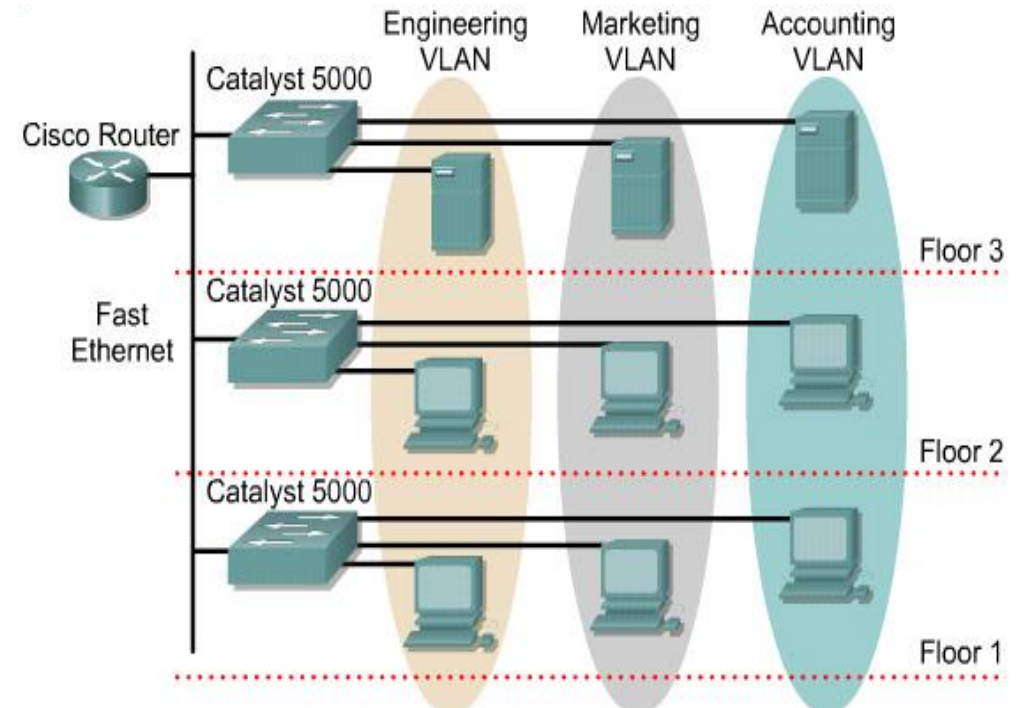 Engineering
VLAN
Marketing
VLAN
Accounting
VLAN
Catalyst 5000
Cisco Router
Floor 3
Catalyst 5000
Fast
Ethernet
Floor 2
Catalyst 5000
Floor 1